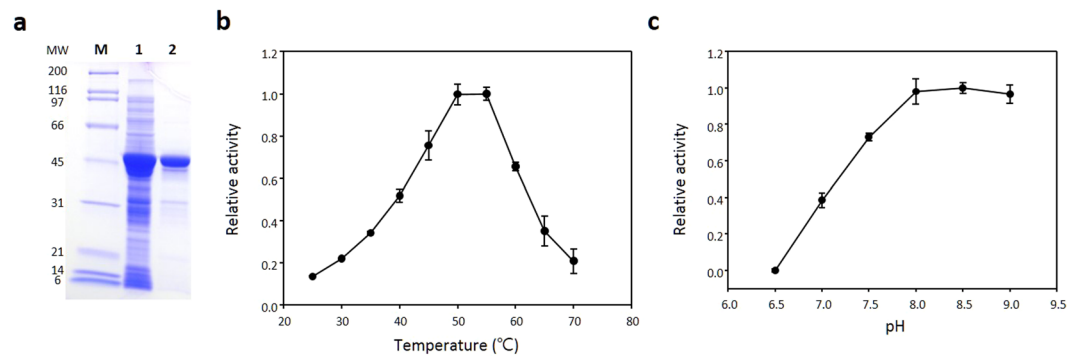 a
MW M 1 2
200
116
97
66
45
31
21
14
6
b
1.2
1.0
0.8
0.6
0.4
0.2
0.0
20 30 40 50 60 70 80
Relative activity
Temperature (℃)
c
1.2
1.0
0.8
0.6
0.4
0.2
0.0
6.0 6.5 7.0 7.5 8.0 8.5 9.0 9.5
Relative activity
pH